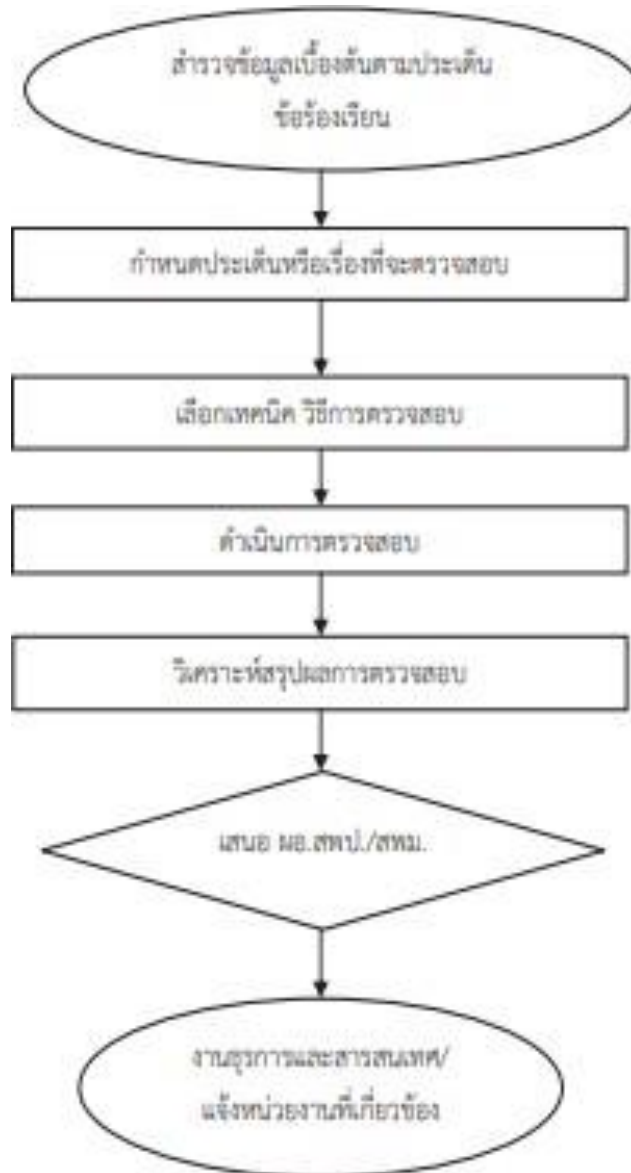 สำรวจข้อมูลเบื้องต้นตามประเด็น
ข้อร้องเรียน
กำหนดประเด็นหรือเรื่องที่จะตรวจสอบ
เลือกเทคนิค วิธีการตรวจสอบ
ดำเนินการตรวจสอบ
วิเคราะห์สรุปผลการตรวจสอบ
เสนอ ผอ.สพป./สพม.
งานธุรการและสารสนเทศ/
แจ้งหน่วยงานที่เกี่ยวข้อง